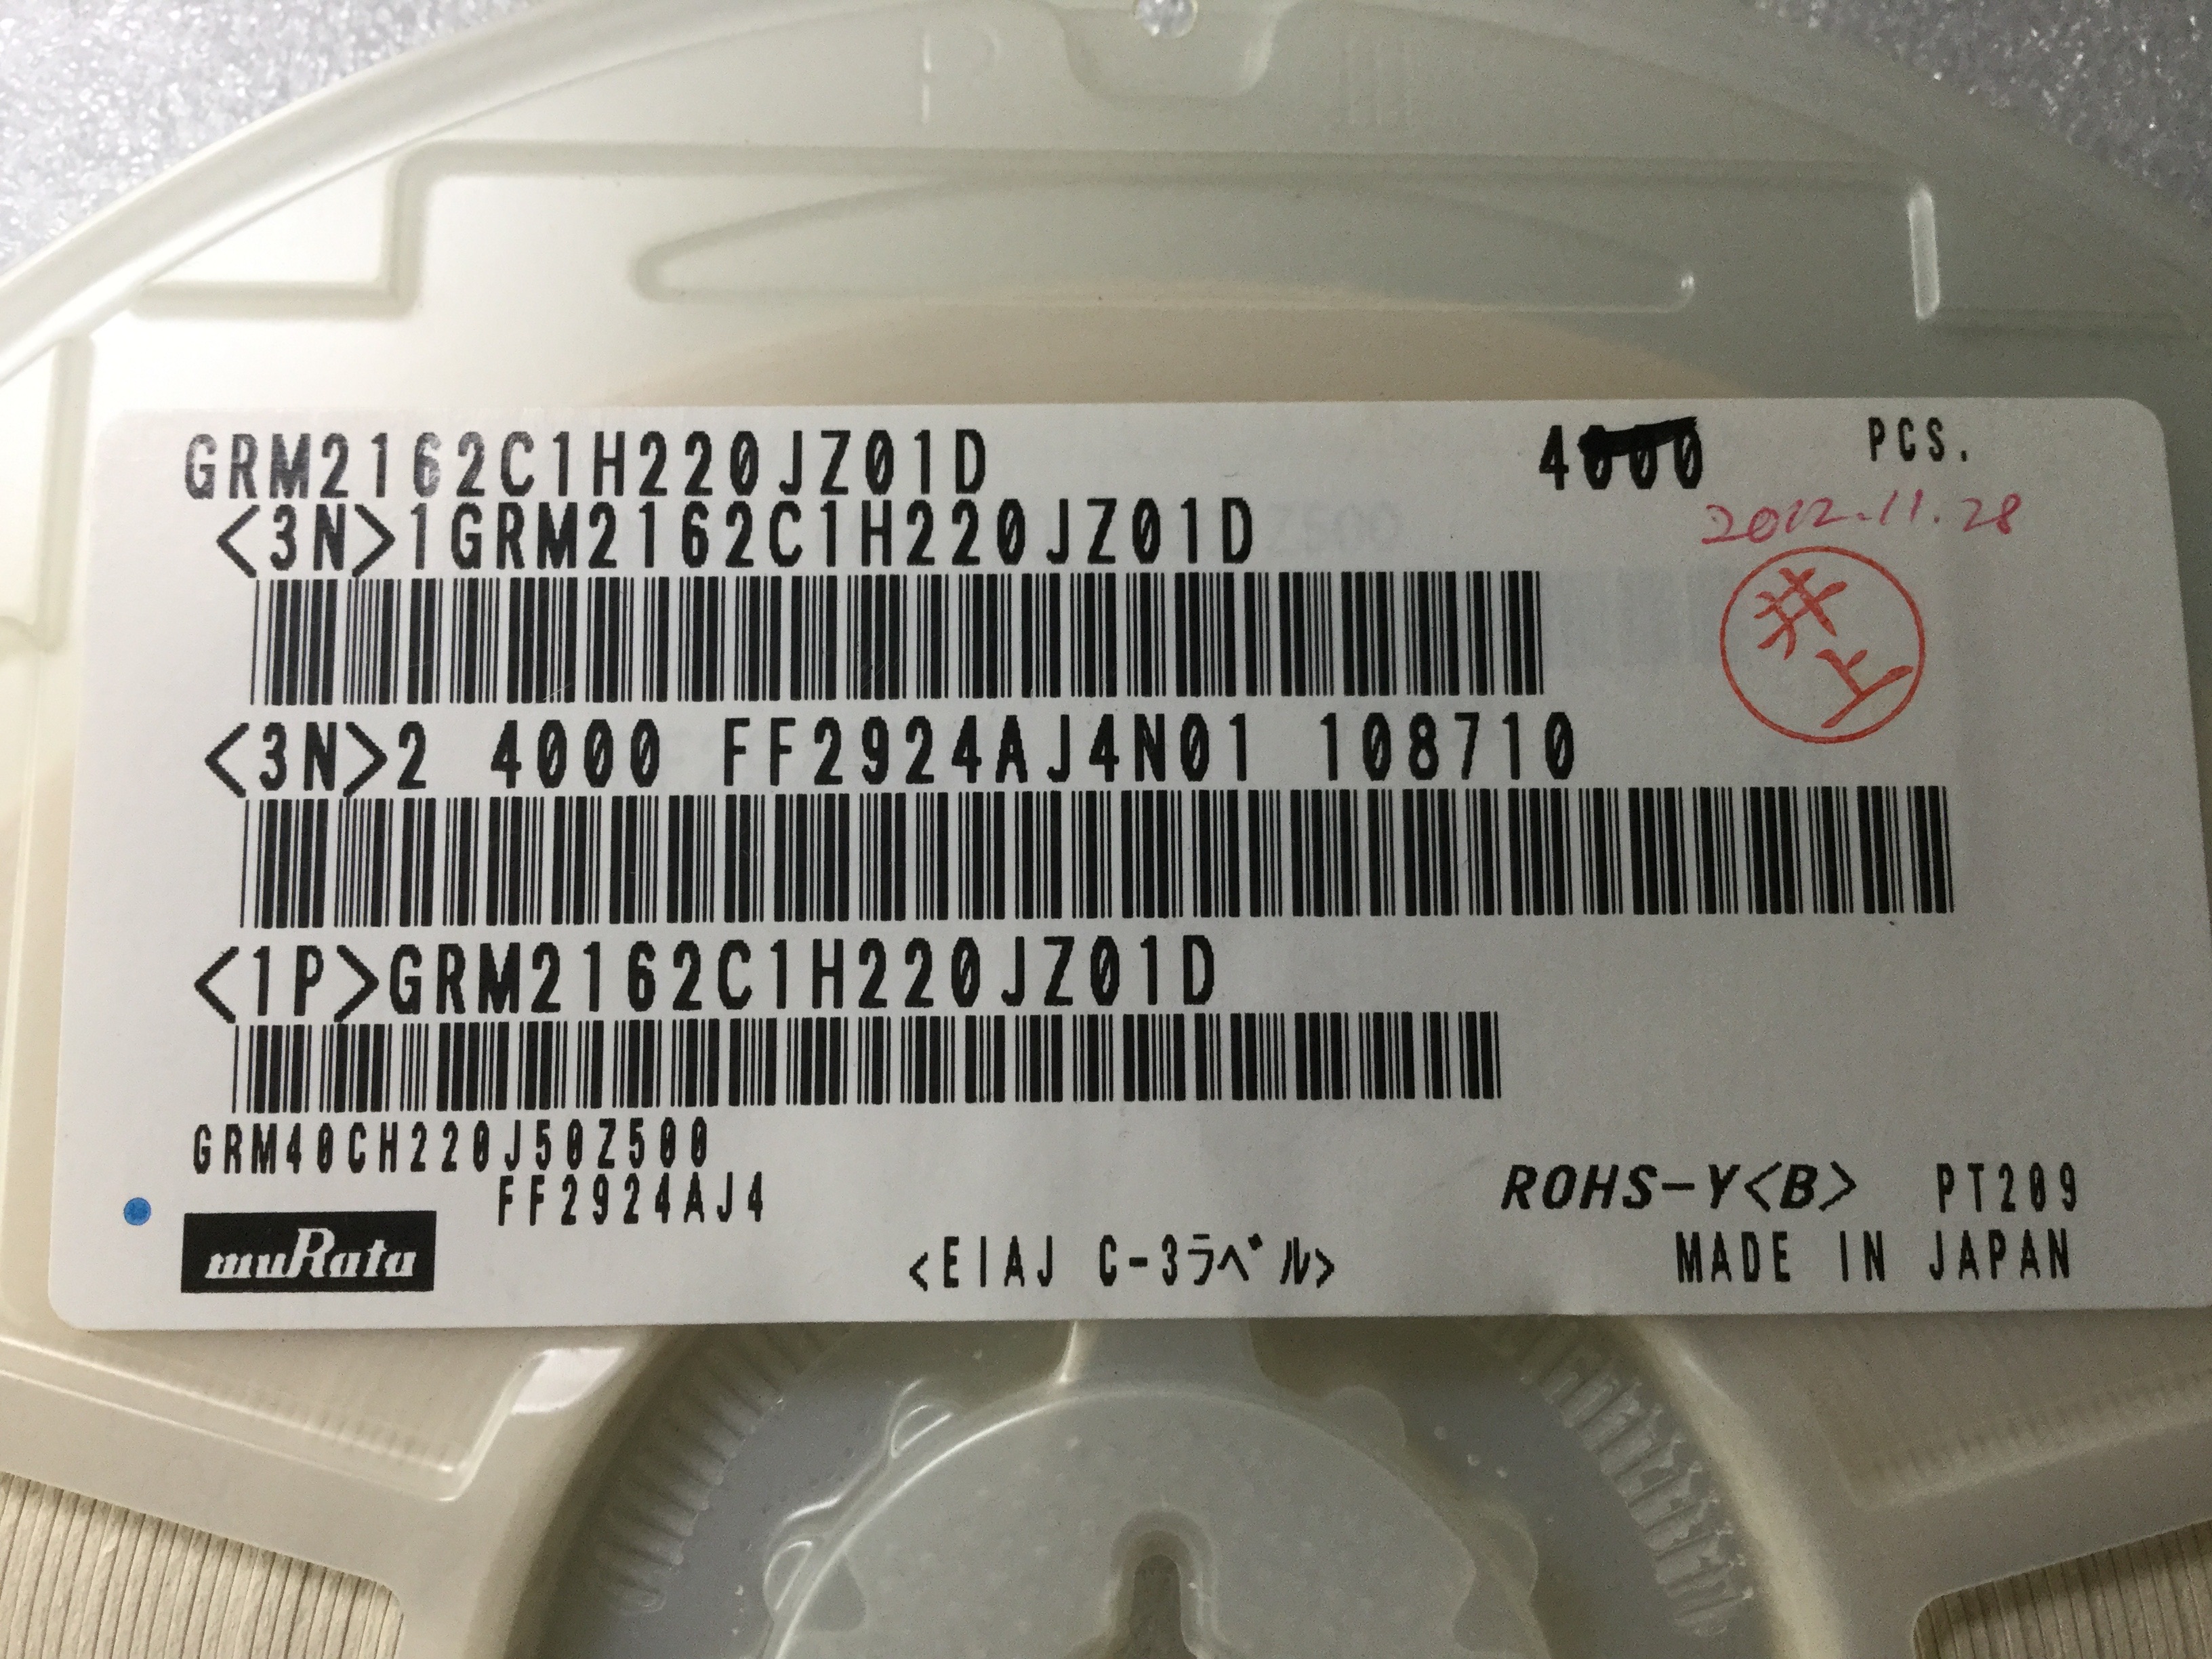 GRM2162C1H220JZ01D 4000 PCS.
<3N>1GRM2162C1H220JZ01D
2012.11.28
井上
<3N>2 4000 FF2924AJ4N01 108710
<1P>GRM2162C1H220JZ01D
GRM40CH220J50Z500
FF2924AJ4
ROHS-Y<B> PT209
muRata
<EIAJ C-3ラベル>
MADE IN JAPAN